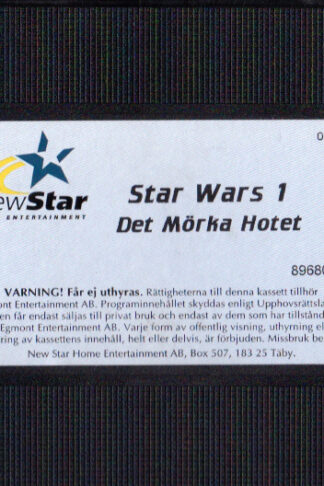 0
ewStar
ENTERTAINMENT
Star Wars 1
Det Mörka Hotet
89680
VARNING! Får ej uthyras. Rättigheterna till denna kassett tillhör
ont Entertainment AB. Programinnehållet skyddas enligt Upphovsrättsla
en får endast säljas till privat bruk och endast av dem som har tillstånd
Egmont Entertainment AB. Varje form av offentlig visning, uthyrning el
ring av kassettens innehåll, helt eller delvis, är förbjuden. Missbruk be
New Star Home Entertainment AB, Box 507, 183 25 Täby.